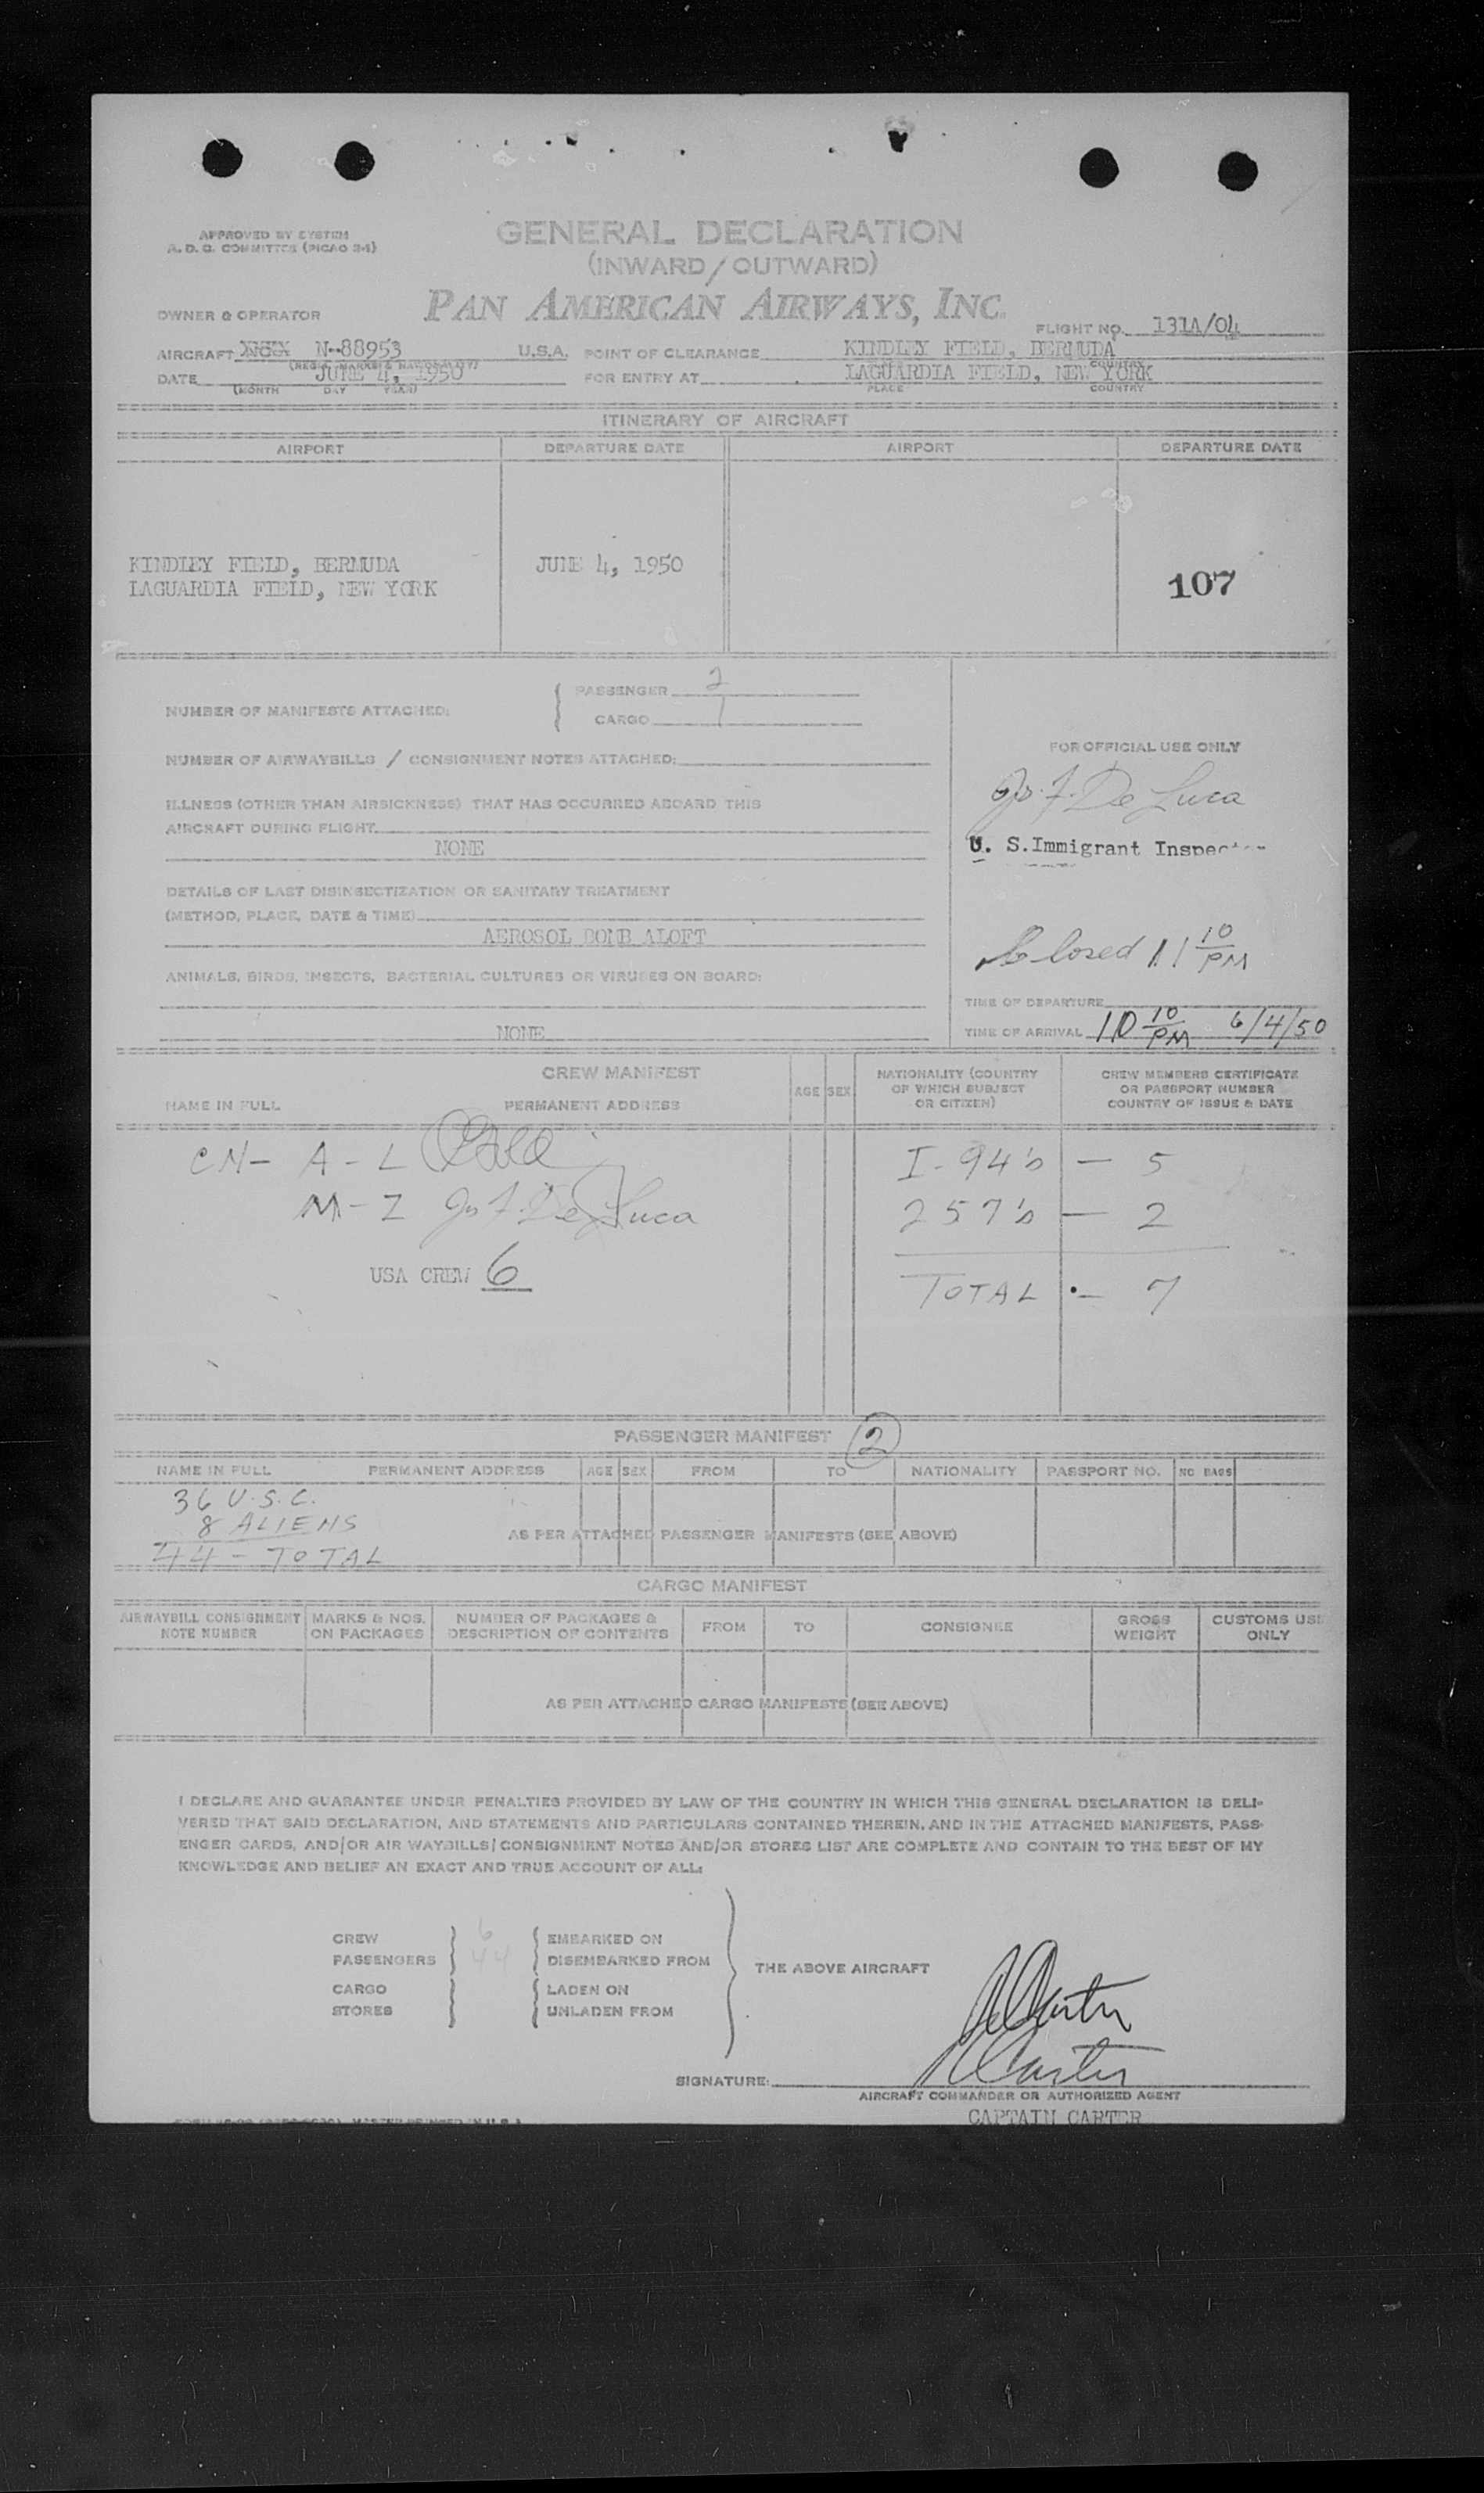 APPROVED BY SYSTEM
A. D. G. COMMITTEE (PICAO 3-1)
GENERAL DECLARATION
(INWARD/OUTWARD)
OWNER & OPERATOR
PAN AMERICAN AIRWAYS, INC.
FLIGHT NO. 131A/04
AIRCRAFT N-88953 U.S.A. POINT OF CLEARANCE KINDLEY FIELD, BERMUDA
(REGIS. MARKS & NATIONALITY) COUNTRY
DATE JUNE 4, 1950 FOR ENTRY AT LAGUARDIA FIELD, NEW YORK
(MONTH DAY YEAR) PLACE COUNTRY
ITINERARY OF AIRCRAFT
AIRPORT DEPARTURE DATE AIRPORT DEPARTURE DATE
KINDLEY FIELD, BERMUDA JUNE 4, 1950
LAGUARDIA FIELD, NEW YORK
107
NUMBER OF MANIFESTS ATTACHED:
PASSENGER 2
CARGO 1
NUMBER OF AIRWAYBILLS / CONSIGNMENT NOTES ATTACHED:
ILLNESS (OTHER THAN AIRSICKNESS) THAT HAS OCCURRED ABOARD THIS
AIRCRAFT DURING FLIGHT
NONE
DETAILS OF LAST DISINSECTIZATION OR SANITARY TREATMENT
(METHOD, PLACE, DATE & TIME)
AEROSOL BOMB ALOFT
ANIMALS, BIRDS, INSECTS, BACTERIAL CULTURES OR VIRUSES ON BOARD:
NONE
FOR OFFICIAL USE ONLY
Jos. F. De Luca
U. S. Immigrant Inspector
Closed 11 10 PM
TIME OF DEPARTURE
TIME OF ARRIVAL 10 10 PM 6/4/50
CREW MANIFEST
NAME IN FULL PERMANENT ADDRESS AGE SEX
NATIONALITY (COUNTRY
OF WHICH SUBJECT
OR CITIZEN)
CREW MEMBERS CERTIFICATE
OR PASSPORT NUMBER
COUNTRY OF ISSUE & DATE
CN- A - L
I-94's - 5
M - Z Jos F. De Luca
257's - 2
USA CREW 6
TOTAL - 7
PASSENGER MANIFEST 2
NAME IN FULL PERMANENT ADDRESS AGE SEX FROM TO NATIONALITY PASSPORT NO. NO BAGS
36 U.S.C.
8 ALIENS
AS PER ATTACHED PASSENGER MANIFESTS (SEE ABOVE)
44 - TOTAL
CARGO MANIFEST
AIRWAYBILL CONSIGNMENT
NOTE NUMBER
MARKS & NOS.
ON PACKAGES
NUMBER OF PACKAGES &
DESCRIPTION OF CONTENTS
FROM TO CONSIGNEE
GROSS
WEIGHT
CUSTOMS USE
ONLY
AS PER ATTACHED CARGO MANIFESTS (SEE ABOVE)
I DECLARE AND GUARANTEE UNDER PENALTIES PROVIDED BY LAW OF THE COUNTRY IN WHICH THIS GENERAL DECLARATION IS DELI-
VERED THAT SAID DECLARATION, AND STATEMENTS AND PARTICULARS CONTAINED THEREIN, AND IN THE ATTACHED MANIFESTS, PASS-
ENGER CARDS, AND/OR AIR WAYBILLS/CONSIGNMENT NOTES AND/OR STORES LIST ARE COMPLETE AND CONTAIN TO THE BEST OF MY
KNOWLEDGE AND BELIEF AN EXACT AND TRUE ACCOUNT OF ALL:
CREW 6 EMBARKED ON
PASSENGERS 44 DISEMBARKED FROM
THE ABOVE AIRCRAFT
CARGO LADEN ON
STORES UNLADEN FROM
Carter
Carter
SIGNATURE:
AIRCRAFT COMMANDER OR AUTHORIZED AGENT
CAPTAIN CARTER